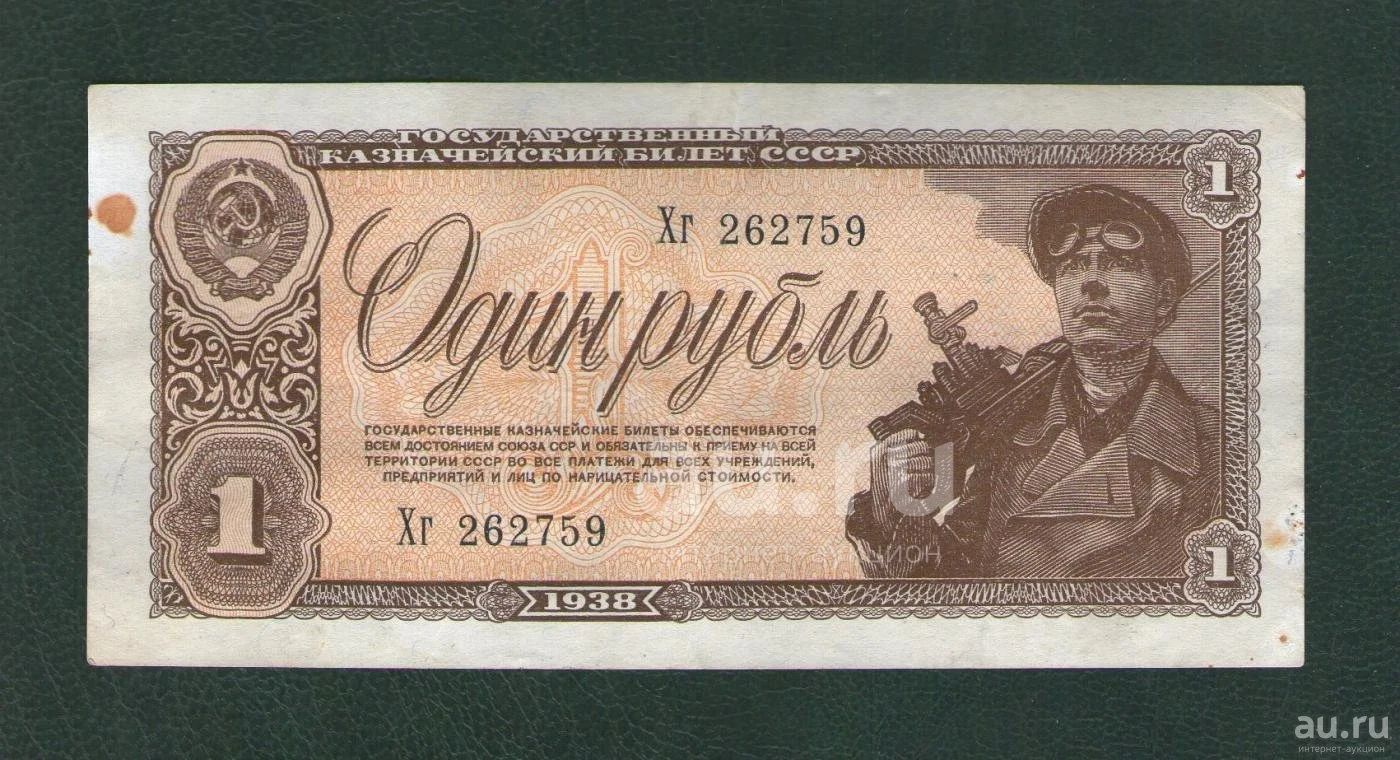 ГОСУДАРСТВЕННЫЙ
КАЗНАЧЕЙСКИЙ БИЛЕТ СССР
1
Хг 262759
Один рубль
ГОСУДАРСТВЕННЫЕ КАЗНАЧЕЙСКИЕ БИЛЕТЫ ОБЕСПЕЧИВАЮТСЯ
ВСЕМ ДОСТОЯНИЕМ СОЮЗА ССР И ОБЯЗАТЕЛЬНЫ К ПРИЕМУ НА ВСЕЙ
ТЕРРИТОРИИ СССР ВО ВСЕ ПЛАТЕЖИ ДЛЯ ВСЕХ УЧРЕЖДЕНИЙ,
ПРЕДПРИЯТИЙ И ЛИЦ ПО НАРИЦАТЕЛЬНОЙ СТОИМОСТИ.
1
Хг 262759
1
1938
au.ru
интернет-аукцион